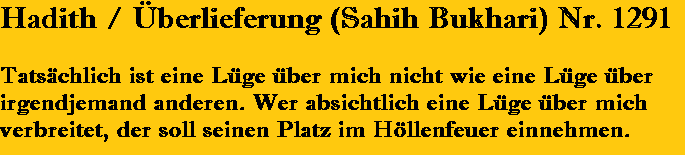 Hadith / Überlieferung (Sahih Bukhari) Nr. 1291
Tatsächlich ist eine Lüge über mich nicht wie eine Lüge über
irgendjemand anderen. Wer absichtlich eine Lüge über mich
verbreitet, der soll seinen Platz im Höllenfeuer einnehmen.